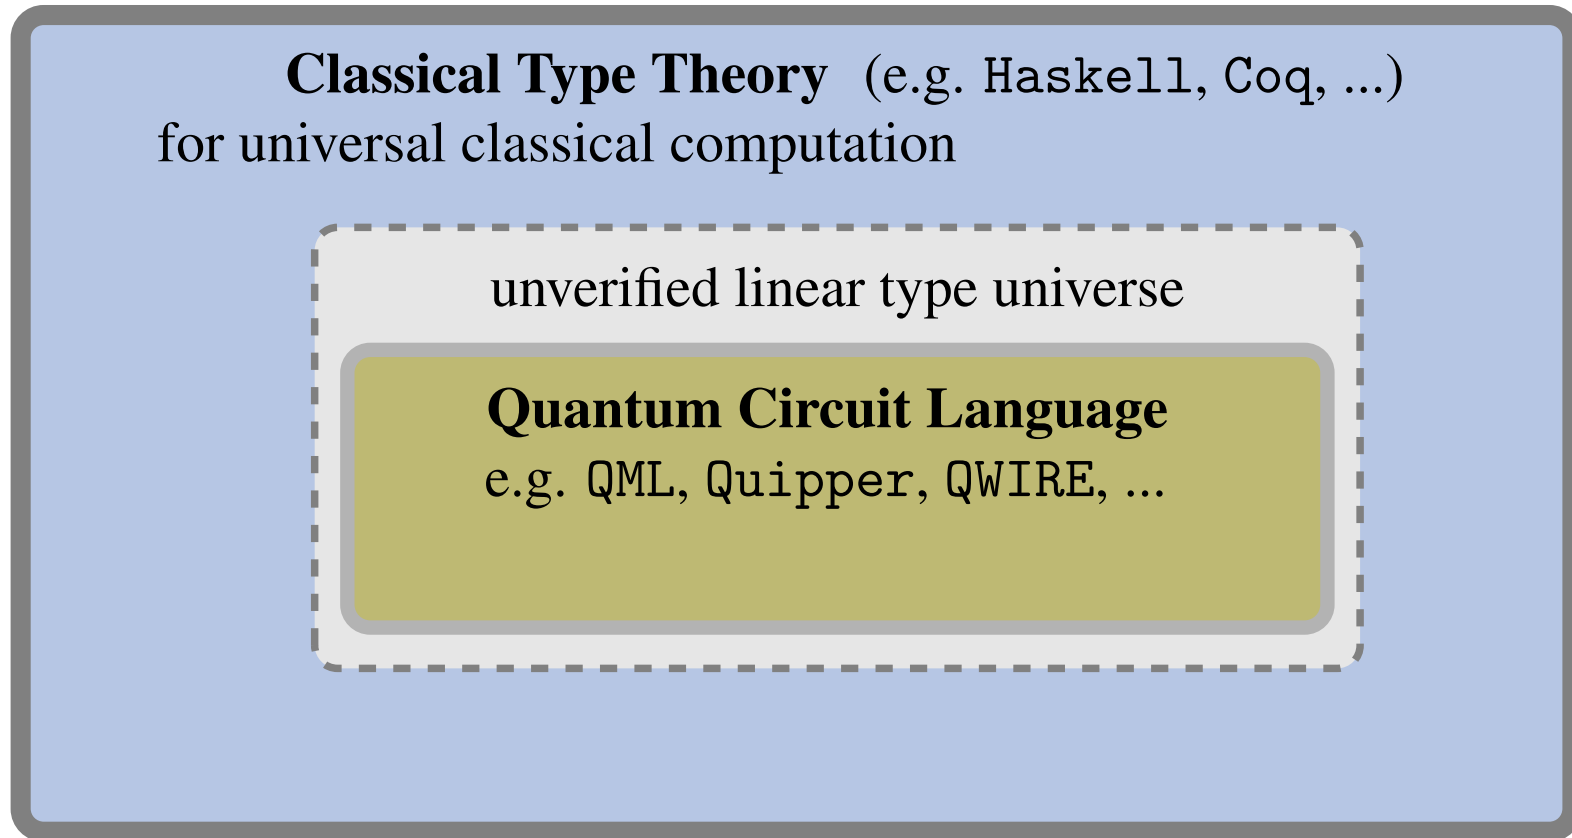 Classical Type Theory (e.g. Haskell, Coq, ...)
for universal classical computation
unverified linear type universe
Quantum Circuit Language
e.g. QML, Quipper, QWIRE, ...